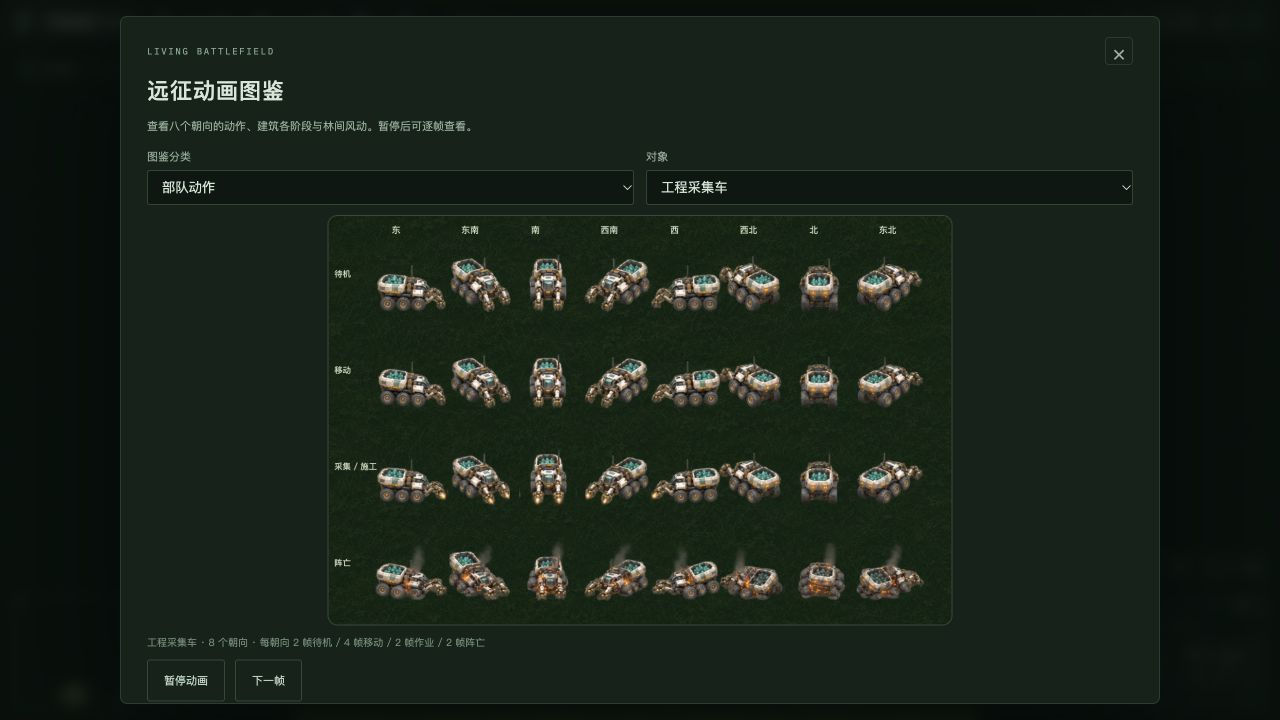 LIVING BATTLEFIELD
远征动画图鉴
查看八个朝向的动作、建筑各阶段与林间风动。暂停后可逐帧查看。
图鉴分类
对象
部队动作
工程采集车
东 东南 南 西南 西 西北 北 东北
待机
移动
采集 / 施工
阵亡
工程采集车 · 8 个朝向 · 每朝向 2 帧待机 / 4 帧移动 / 2 帧作业 / 2 帧阵亡
暂停动画
下一帧